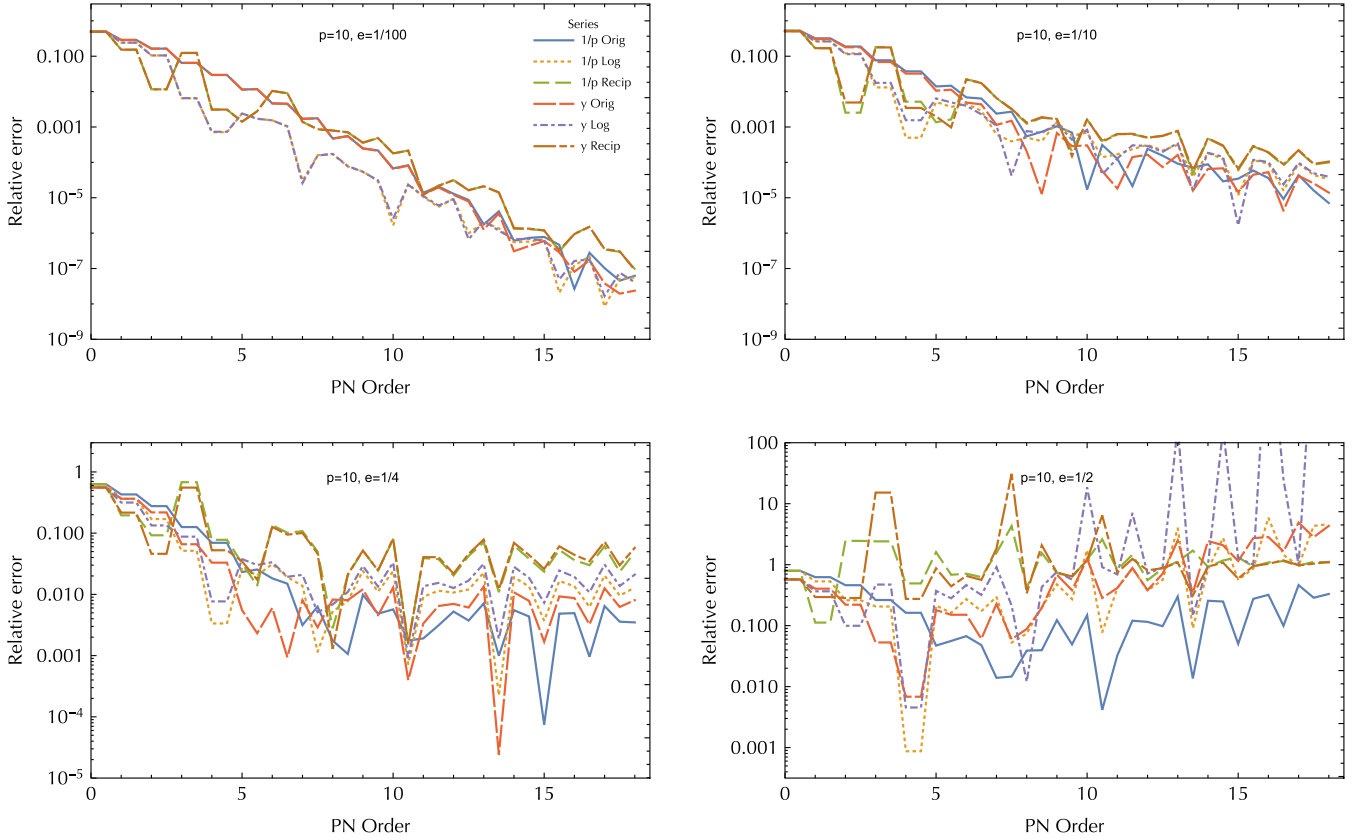 p=10, e=1/100
Series
1/p Orig
1/p Log
1/p Recip
y Orig
y Log
y Recip
0.100
0.001
10⁻⁵
10⁻⁷
10⁻⁹
Relative error
0 5 10 15
PN Order
p=10, e=1/10
0.100
0.001
10⁻⁵
10⁻⁷
10⁻⁹
Relative error
0 5 10 15
PN Order
p=10, e=1/4
1
0.100
0.010
0.001
10⁻⁴
10⁻⁵
Relative error
0 5 10 15
PN Order
p=10, e=1/2
100
10
1
0.100
0.010
0.001
Relative error
0 5 10 15
PN Order